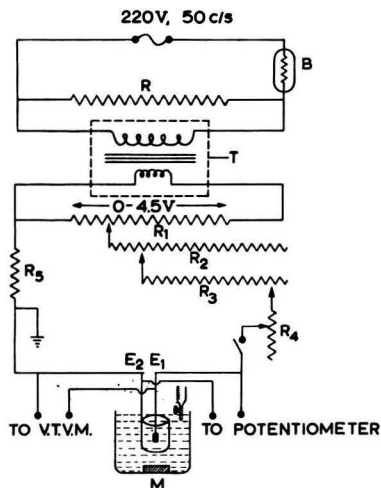 220V, 50 c/s
B
R
T
0-4.5V
R1
R2
R3
R5
R4
E2 E1
TO V.T.V.M.
TO POTENTIOMETER
M